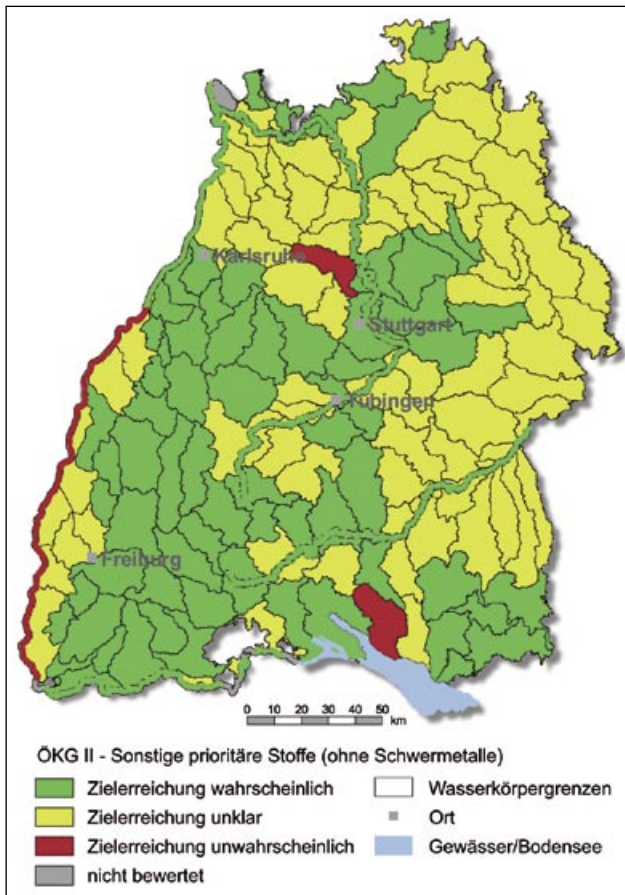 Karlsruhe
Stuttgart
Tübingen
Freiburg
0 10 20 30 40 50
km
ÖKG II - Sonstige prioritäre Stoffe (ohne Schwermetalle)
Zielerreichung wahrscheinlich
Wasserkörpergrenzen
Zielerreichung unklar
Ort
Zielerreichung unwahrscheinlich
Gewässer/Bodensee
nicht bewertet